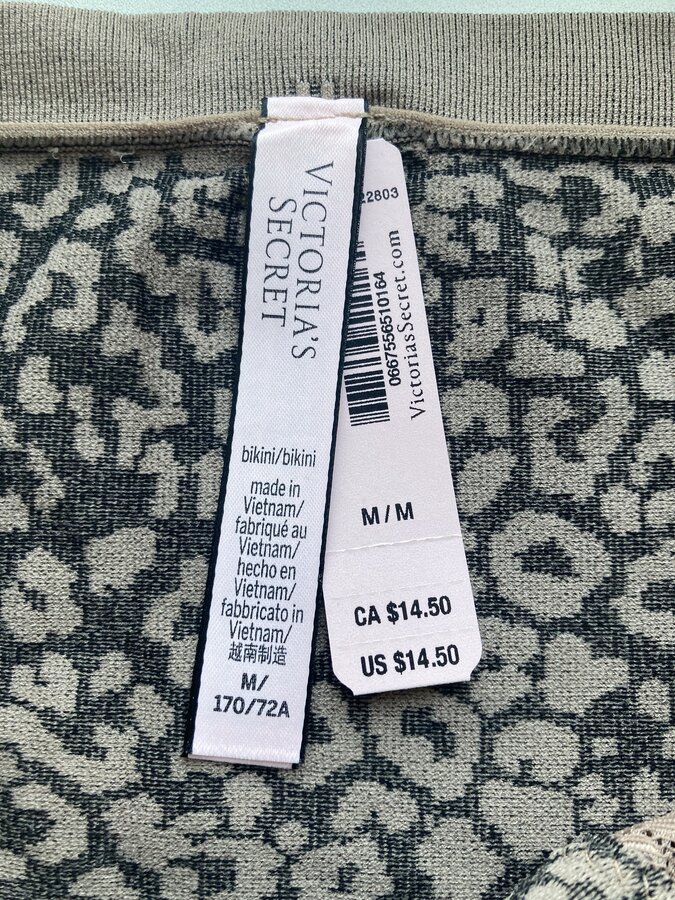 VICTORIA'S
SECRET
bikini/bikini
made in
Vietnam/
fabriqué au
Vietnam/
hecho en
Vietnam/
fabbricato in
Vietnam/
越南制造
M/
170/72A
22803
0667556510164
VictoriasSecret.com
M / M
CA $14.50
US $14.50